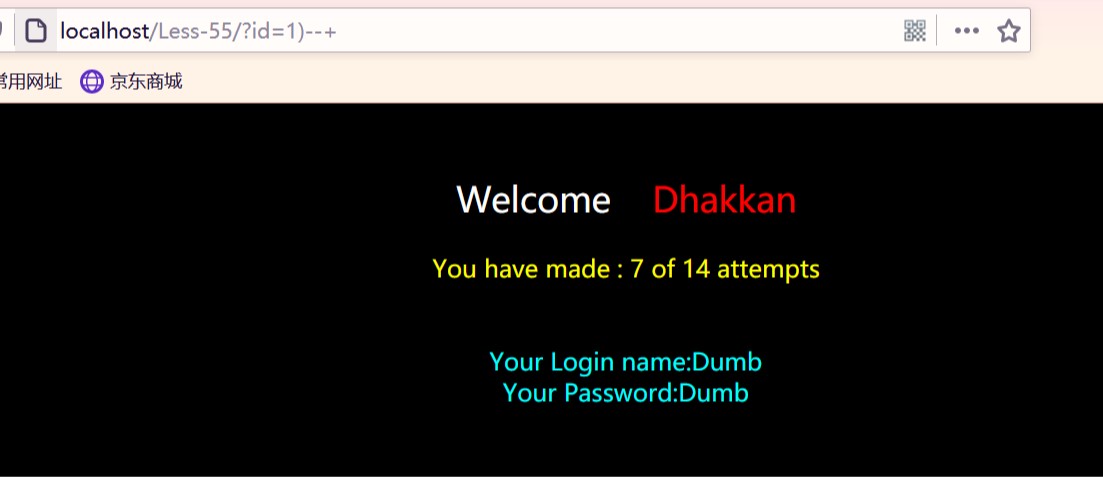 localhost/Less-55/?id=1)--+
常用网址 京东商城
Welcome Dhakkan
You have made : 7 of 14 attempts
Your Login name:Dumb
Your Password:Dumb